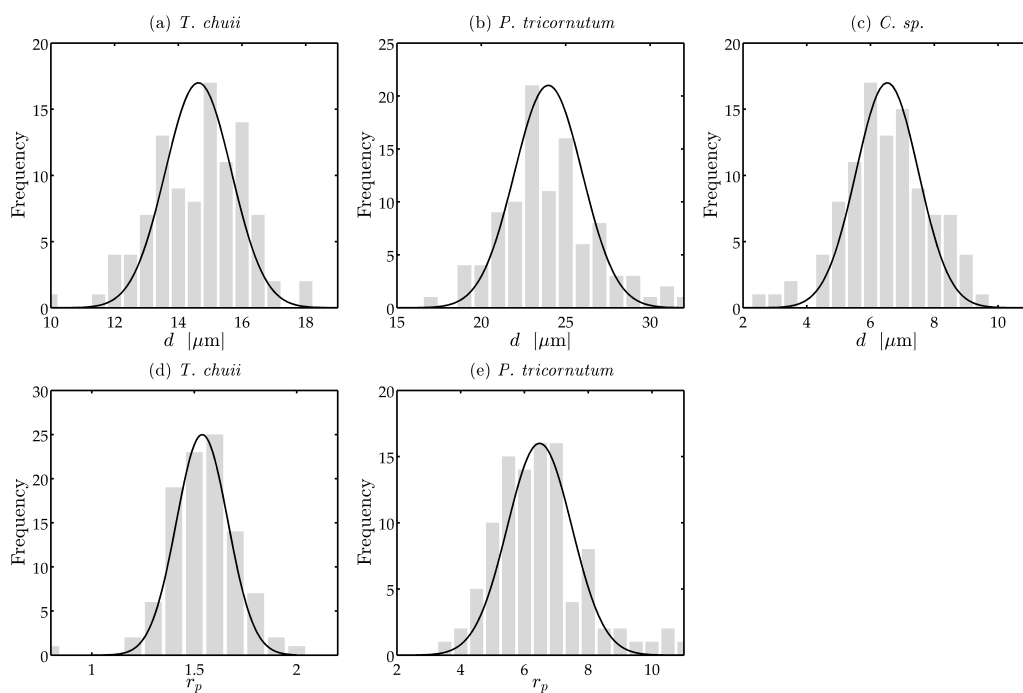 (a) T. chuii
(b) P. tricornutum
(c) C. sp.
Frequency
20
15
10
5
0
10 12 14 16 18
d [μm]
Frequency
25
20
15
10
5
0
15 20 25 30
d [μm]
Frequency
20
15
10
5
0
2 4 6 8 10
d [μm]
(d) T. chuii
(e) P. tricornutum
Frequency
30
25
20
15
10
5
0
1 1.5 2
r_p
Frequency
20
15
10
5
0
2 4 6 8 10
r_p